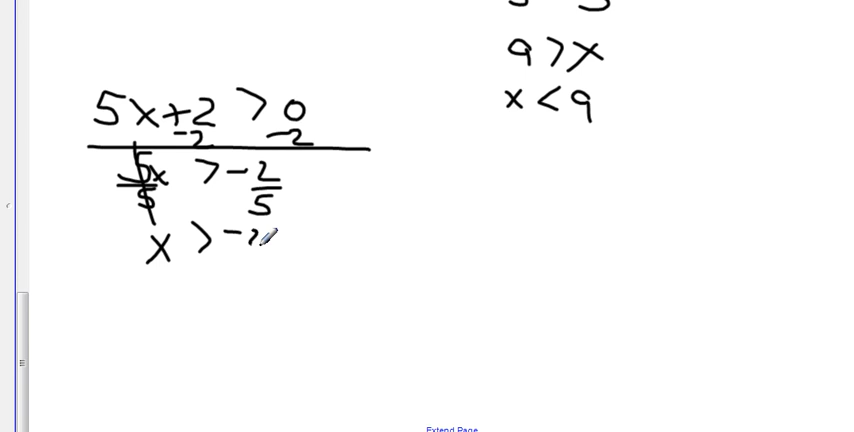 9 > x
x < 9
5x + 2 > 0
-2 -2
5x > -2
5 5
x > -
Extend Page